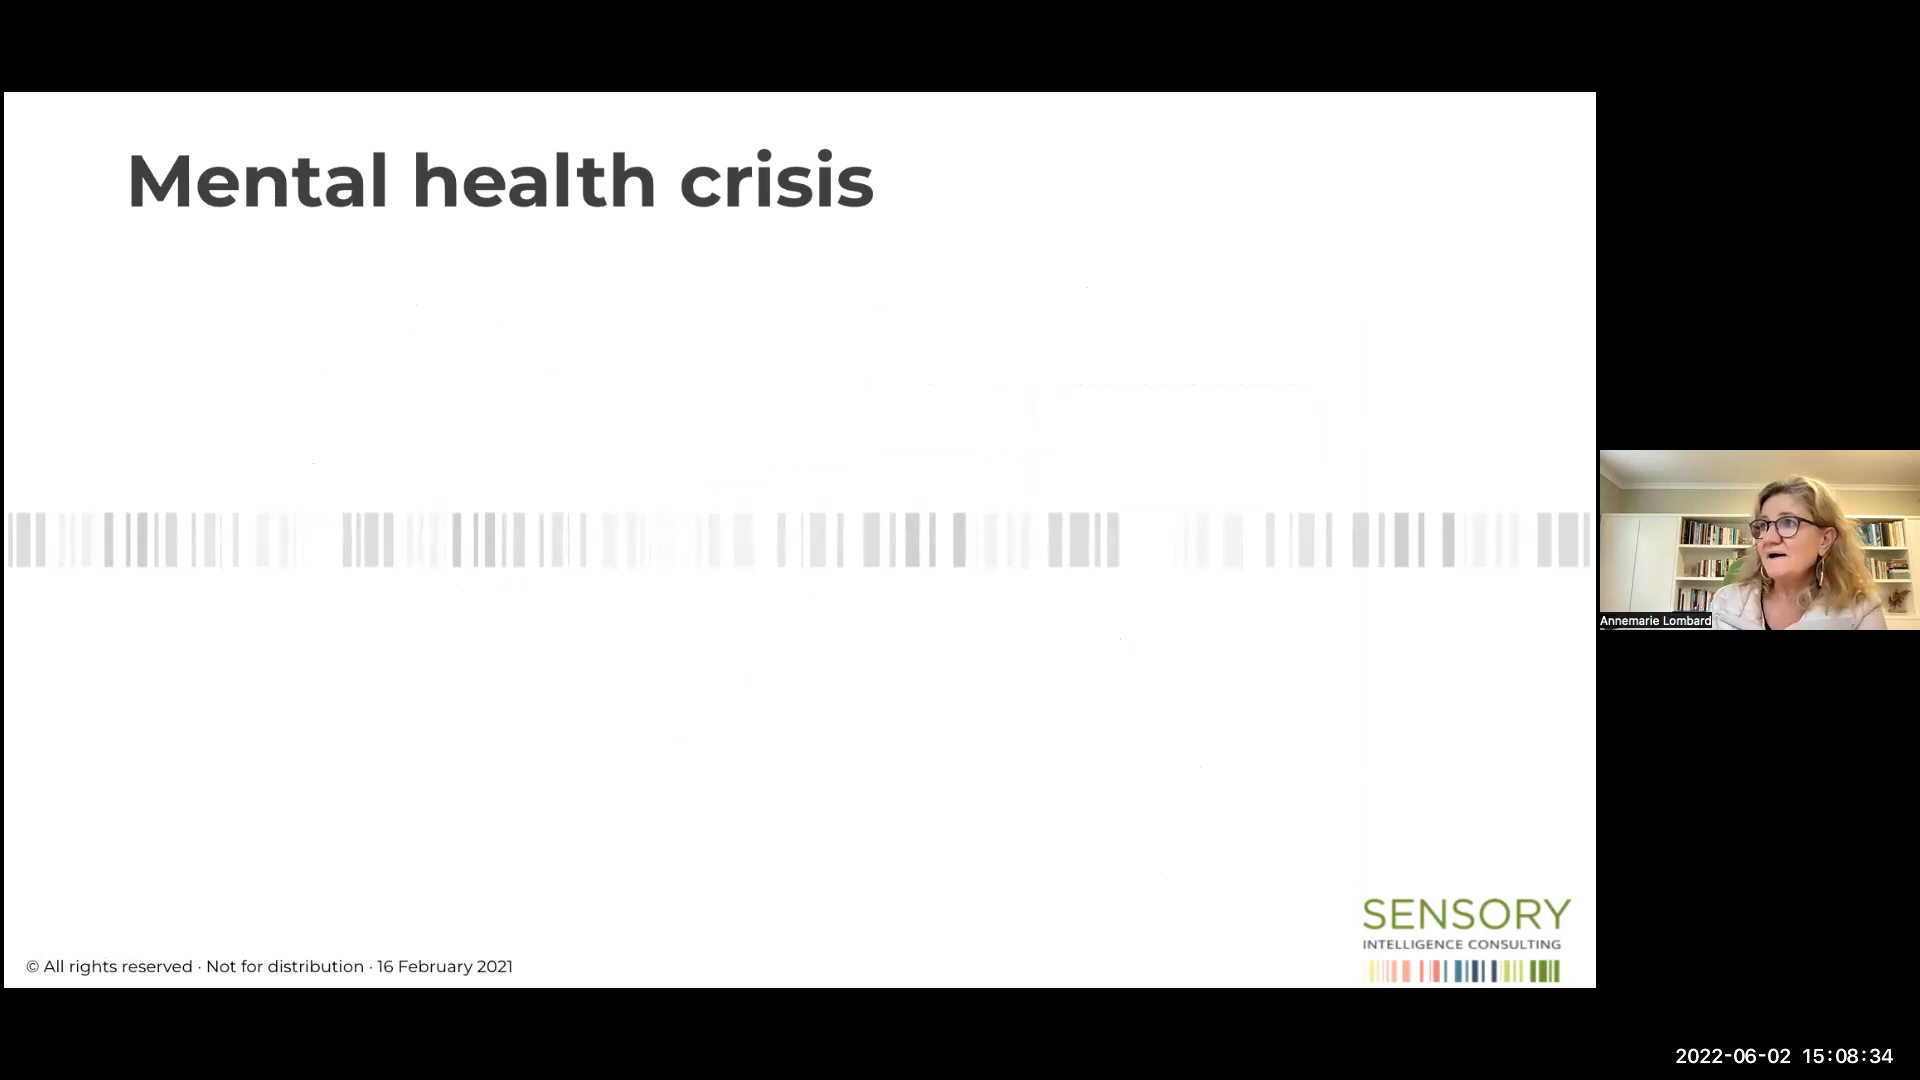 Mental health crisis
Annemarie Lombard
SENSORY
INTELLIGENCE CONSULTING
© All rights reserved · Not for distribution · 16 February 2021
2022-06-02 15:08:34